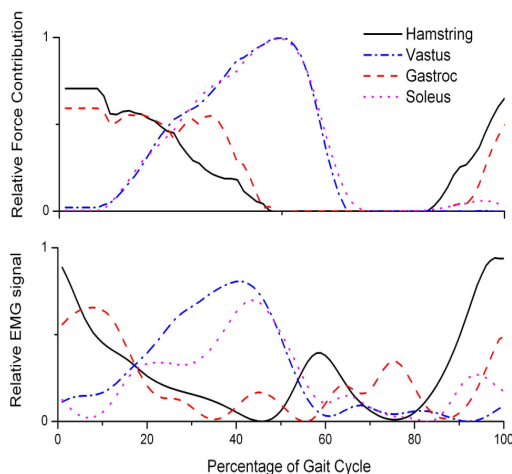 Relative Force Contribution
1
0
Hamstring
Vastus
Gastroc
Soleus
Relative EMG signal
1
0
0 20 40 60 80 100
Percentage of Gait Cycle